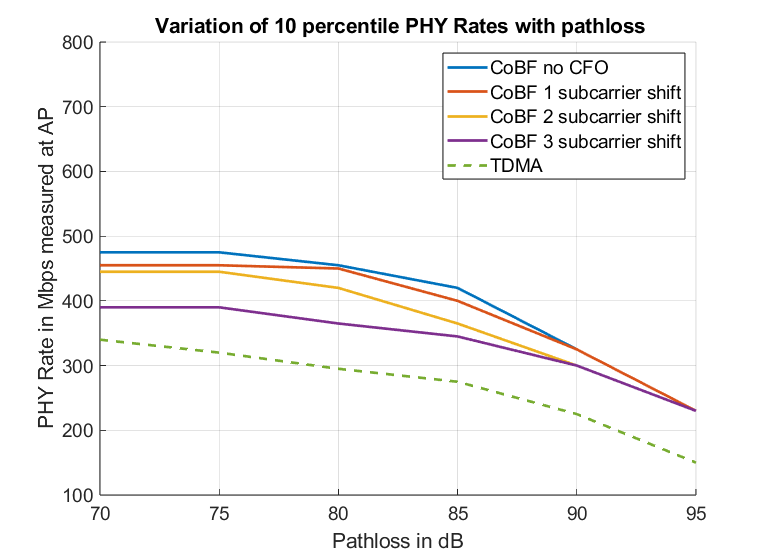 Variation of 10 percentile PHY Rates with pathloss
CoBF no CFO
CoBF 1 subcarrier shift
CoBF 2 subcarrier shift
CoBF 3 subcarrier shift
TDMA
PHY Rate in Mbps measured at AP
800
700
600
500
400
300
200
100
70
75
80
85
90
95
Pathloss in dB